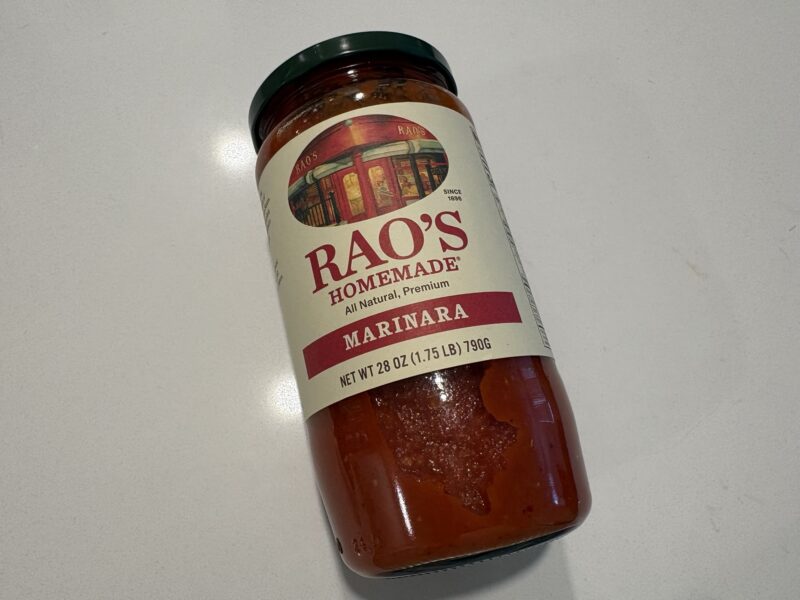 RAO'S
RAO'S
SINCE
1896
RAO'S
HOMEMADE®
All Natural, Premium
MARINARA
NET WT 28 OZ (1.75 LB) 790G